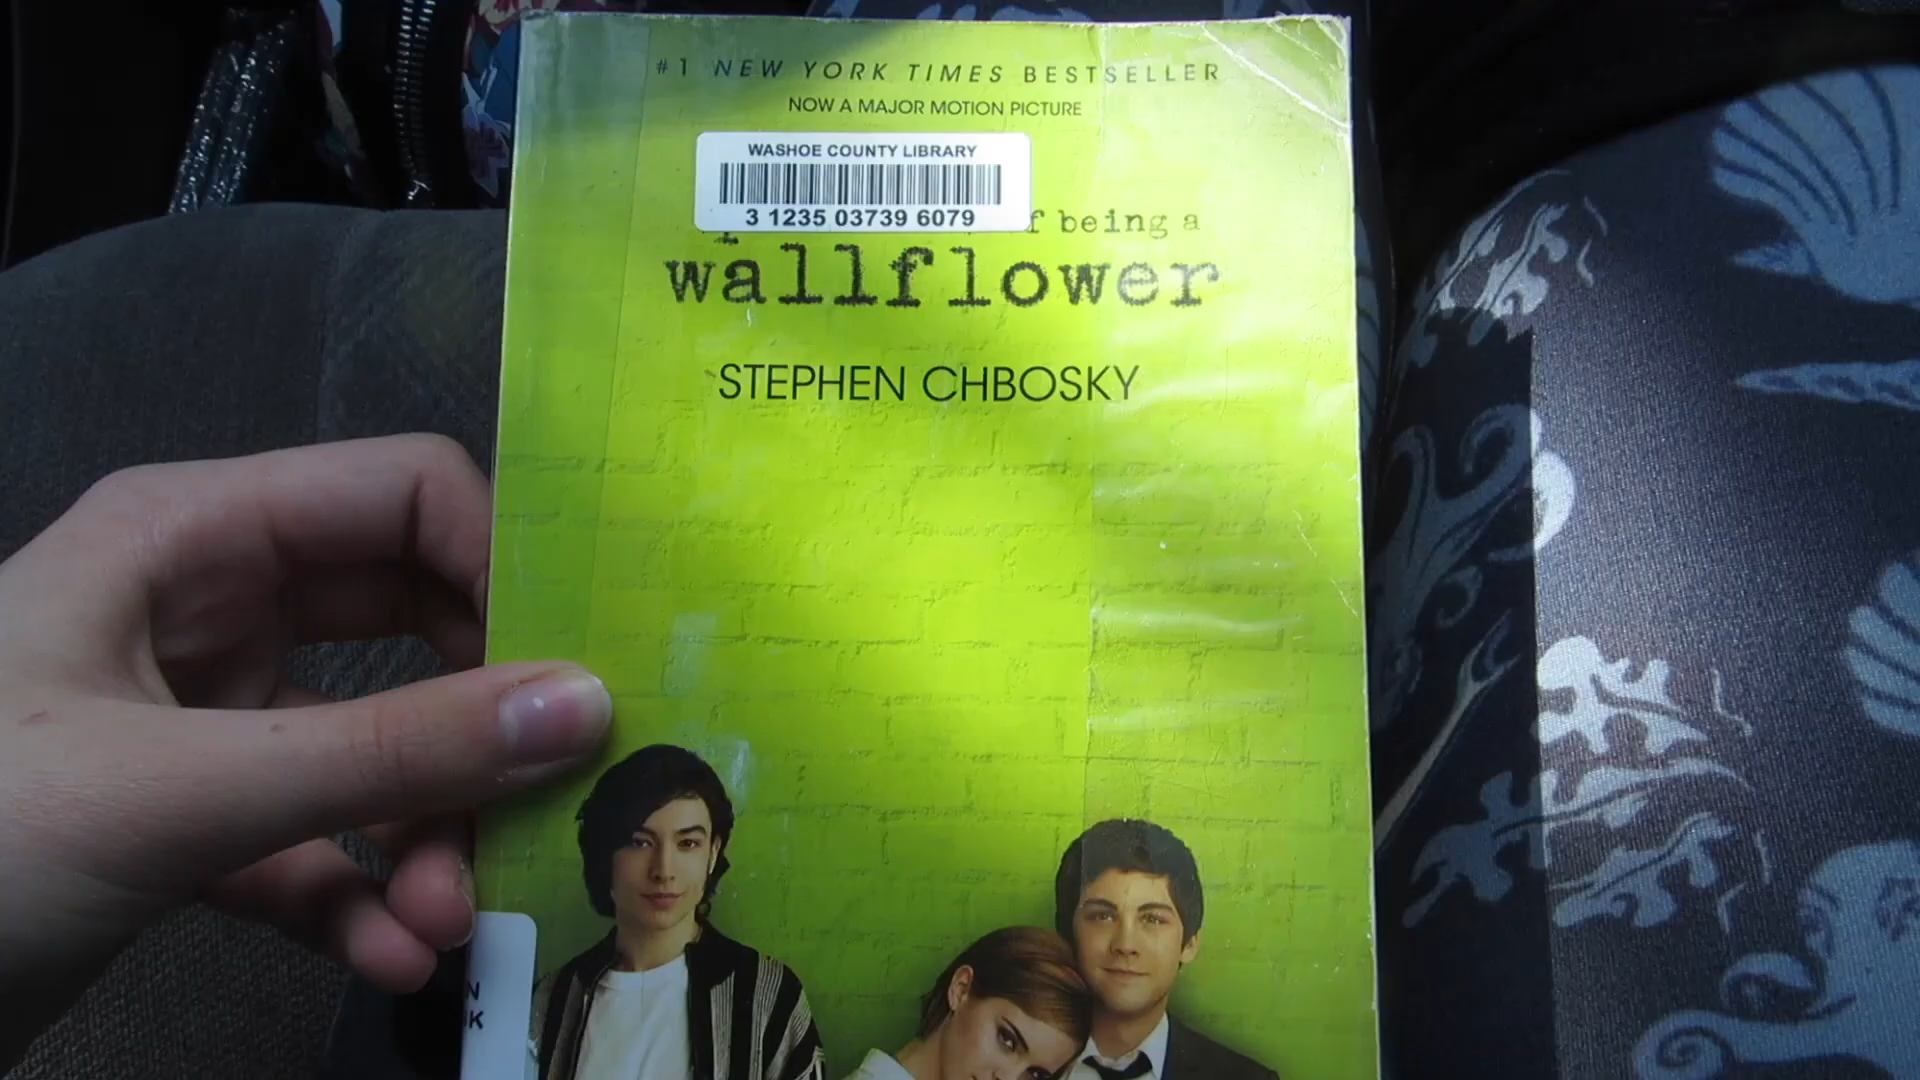 #1 NEW YORK TIMES BESTSELLER
NOW A MAJOR MOTION PICTURE
WASHOE COUNTY LIBRARY
3 1235 03739 6079
f being a
wallflower
STEPHEN CHBOSKY
N
K